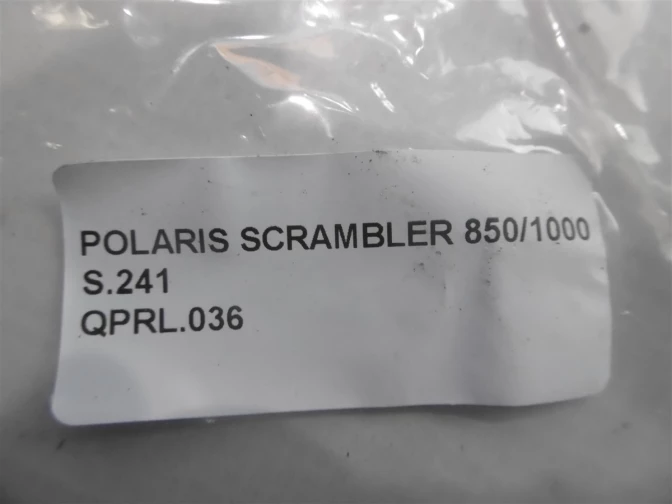 POLARIS SCRAMBLER 850/1000
S.241
QPRL.036